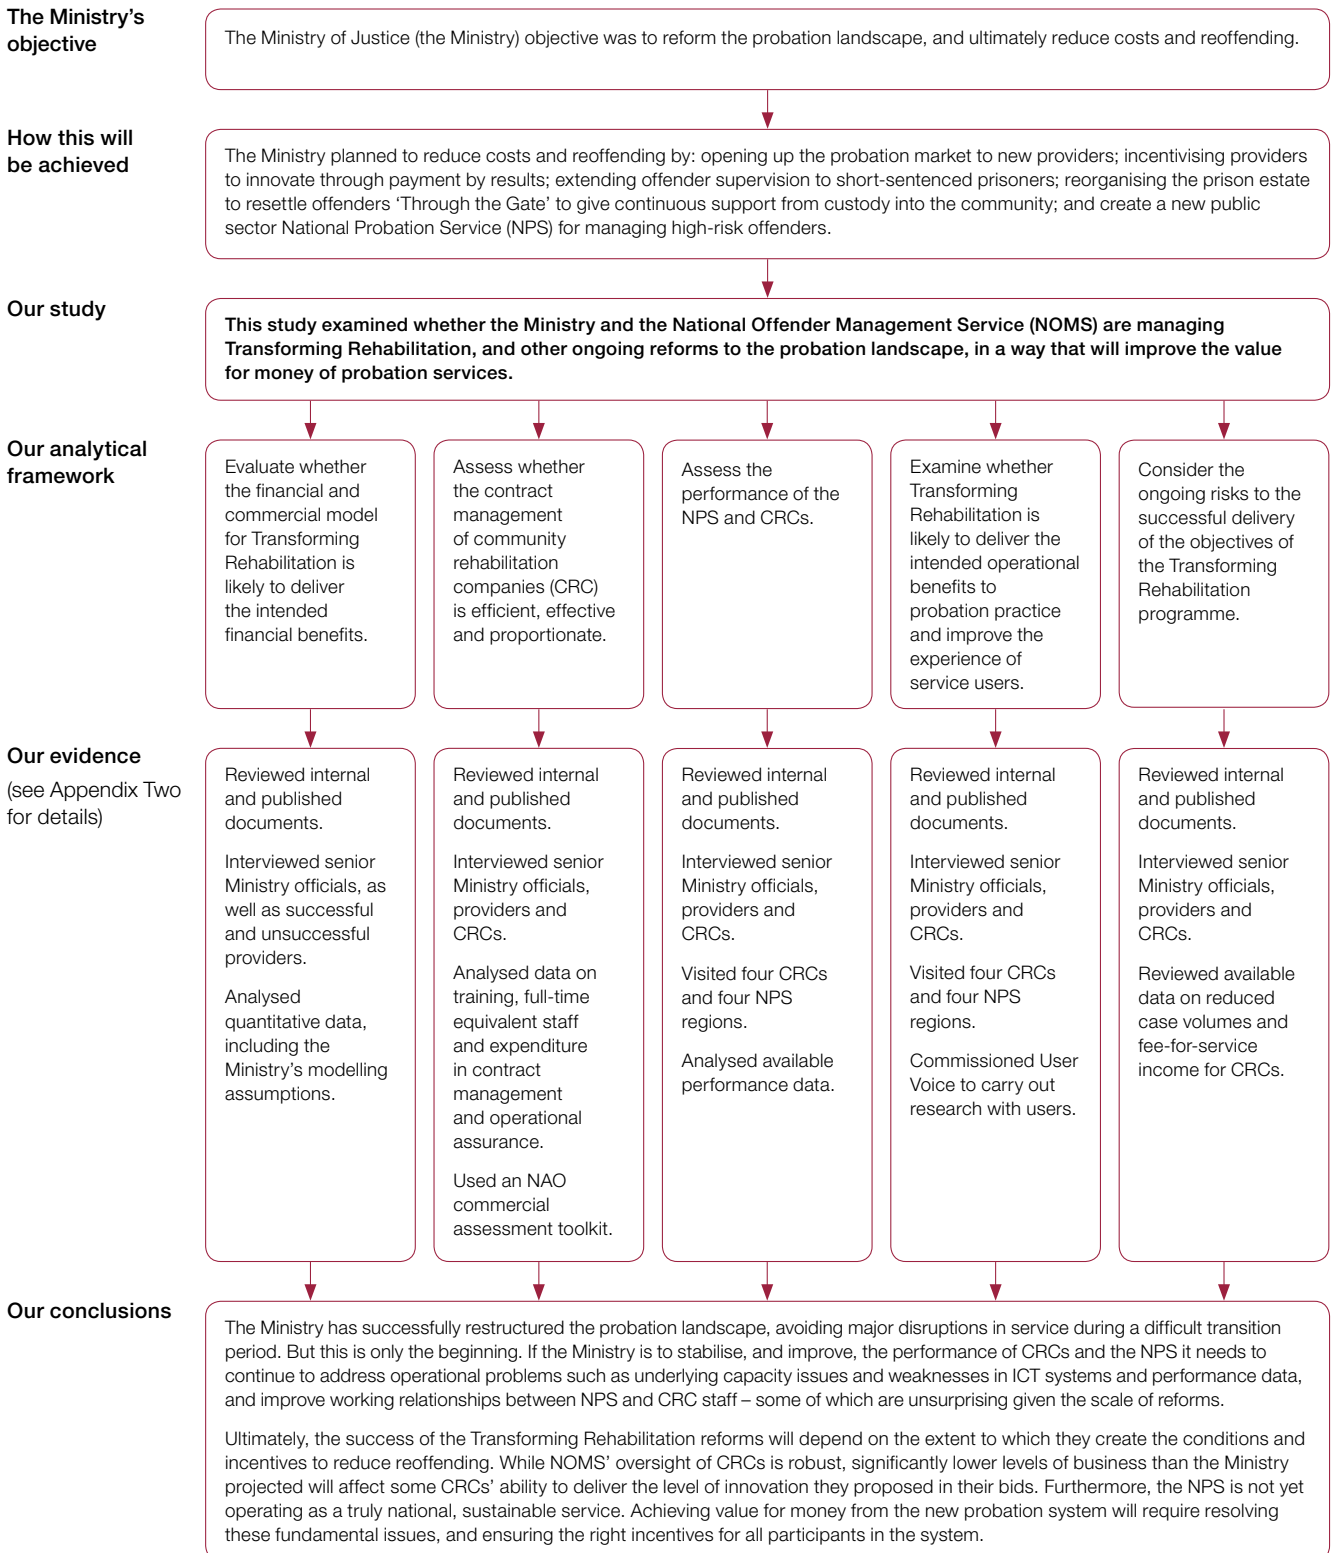 The Ministry's
objective
The Ministry of Justice (the Ministry) objective was to reform the probation landscape, and ultimately reduce costs and reoffending.
How this will
be achieved
The Ministry planned to reduce costs and reoffending by: opening up the probation market to new providers; incentivising providers
to innovate through payment by results; extending offender supervision to short-sentenced prisoners; reorganising the prison estate
to resettle offenders ‘Through the Gate’ to give continuous support from custody into the community; and create a new public
sector National Probation Service (NPS) for managing high-risk offenders.
Our study
This study examined whether the Ministry and the National Offender Management Service (NOMS) are managing
Transforming Rehabilitation, and other ongoing reforms to the probation landscape, in a way that will improve the value
for money of probation services.
Our analytical
framework
Evaluate whether
the financial and
commercial model
for Transforming
Rehabilitation is
likely to deliver
the intended
financial benefits.
Assess whether
the contract
management
of community
rehabilitation
companies (CRC)
is efficient, effective
and proportionate.
Assess the
performance of the
NPS and CRCs.
Examine whether
Transforming
Rehabilitation is
likely to deliver the
intended operational
benefits to
probation practice
and improve the
experience of
service users.
Consider the
ongoing risks to the
successful delivery
of the objectives of
the Transforming
Rehabilitation
programme.
Our evidence
(see Appendix Two
for details)
Reviewed internal
and published
documents.
Interviewed senior
Ministry officials, as
well as successful
and unsuccessful
providers.
Analysed
quantitative data,
including the
Ministry's modelling
assumptions.
Reviewed internal
and published
documents.
Interviewed senior
Ministry officials,
providers and
CRCs.
Analysed data on
training, full-time
equivalent staff
and expenditure
in contract
management
and operational
assurance.
Used an NAO
commercial
assessment toolkit.
Reviewed internal
and published
documents.
Interviewed senior
Ministry officials,
providers and
CRCs.
Visited four CRCs
and four NPS
regions.
Analysed available
performance data.
Reviewed internal
and published
documents.
Interviewed senior
Ministry officials,
providers and
CRCs.
Visited four CRCs
and four NPS
regions.
Commissioned User
Voice to carry out
research with users.
Reviewed internal
and published
documents.
Interviewed senior
Ministry officials,
providers and
CRCs.
Reviewed available
data on reduced
case volumes and
fee-for-service
income for CRCs.
Our conclusions
The Ministry has successfully restructured the probation landscape, avoiding major disruptions in service during a difficult transition
period. But this is only the beginning. If the Ministry is to stabilise, and improve, the performance of CRCs and the NPS it needs to
continue to address operational problems such as underlying capacity issues and weaknesses in ICT systems and performance data,
and improve working relationships between NPS and CRC staff – some of which are unsurprising given the scale of reforms.
Ultimately, the success of the Transforming Rehabilitation reforms will depend on the extent to which they create the conditions and
incentives to reduce reoffending. While NOMS’ oversight of CRCs is robust, significantly lower levels of business than the Ministry
projected will affect some CRCs’ ability to deliver the level of innovation they proposed in their bids. Furthermore, the NPS is not yet
operating as a truly national, sustainable service. Achieving value for money from the new probation system will require resolving
these fundamental issues, and ensuring the right incentives for all participants in the system.